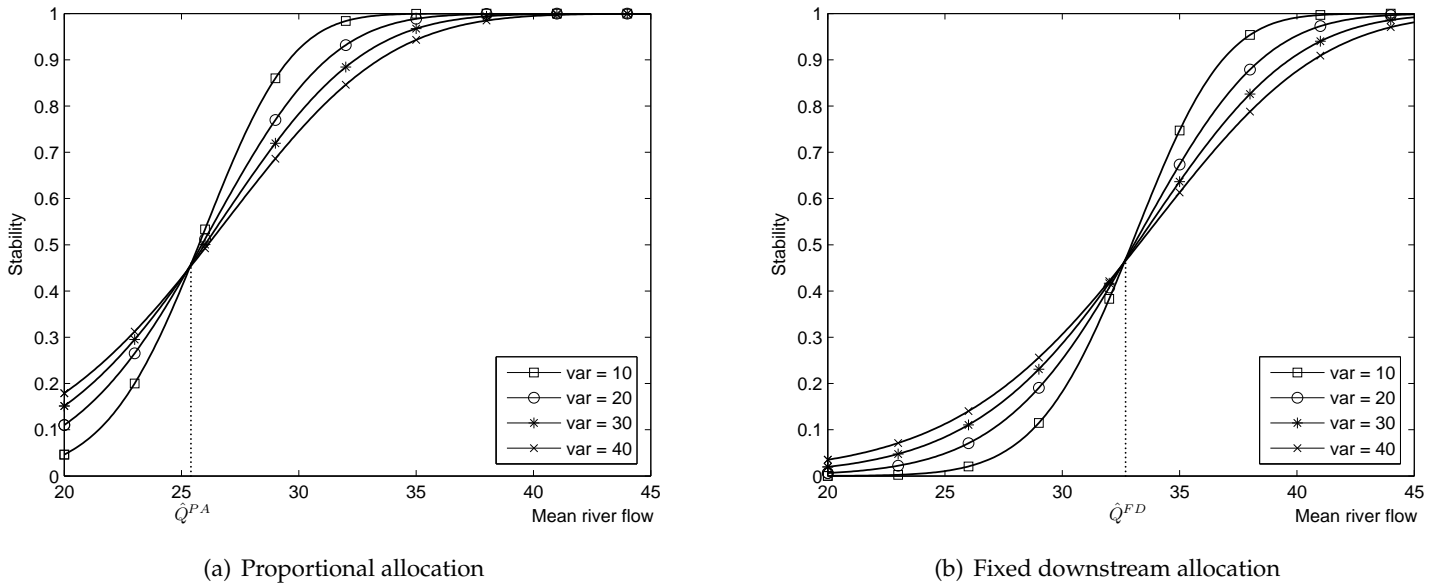 1
0.9
0.8
0.7
0.6
0.5
0.4
0.3
0.2
0.1
0
Stability
20 25 30 35 40 45
Q̂^{PA}
Mean river flow
var = 10
var = 20
var = 30
var = 40
(a) Proportional allocation
1
0.9
0.8
0.7
0.6
0.5
0.4
0.3
0.2
0.1
0
Stability
20 25 30 35 40 45
Q̂^{FD}
Mean river flow
var = 10
var = 20
var = 30
var = 40
(b) Fixed downstream allocation